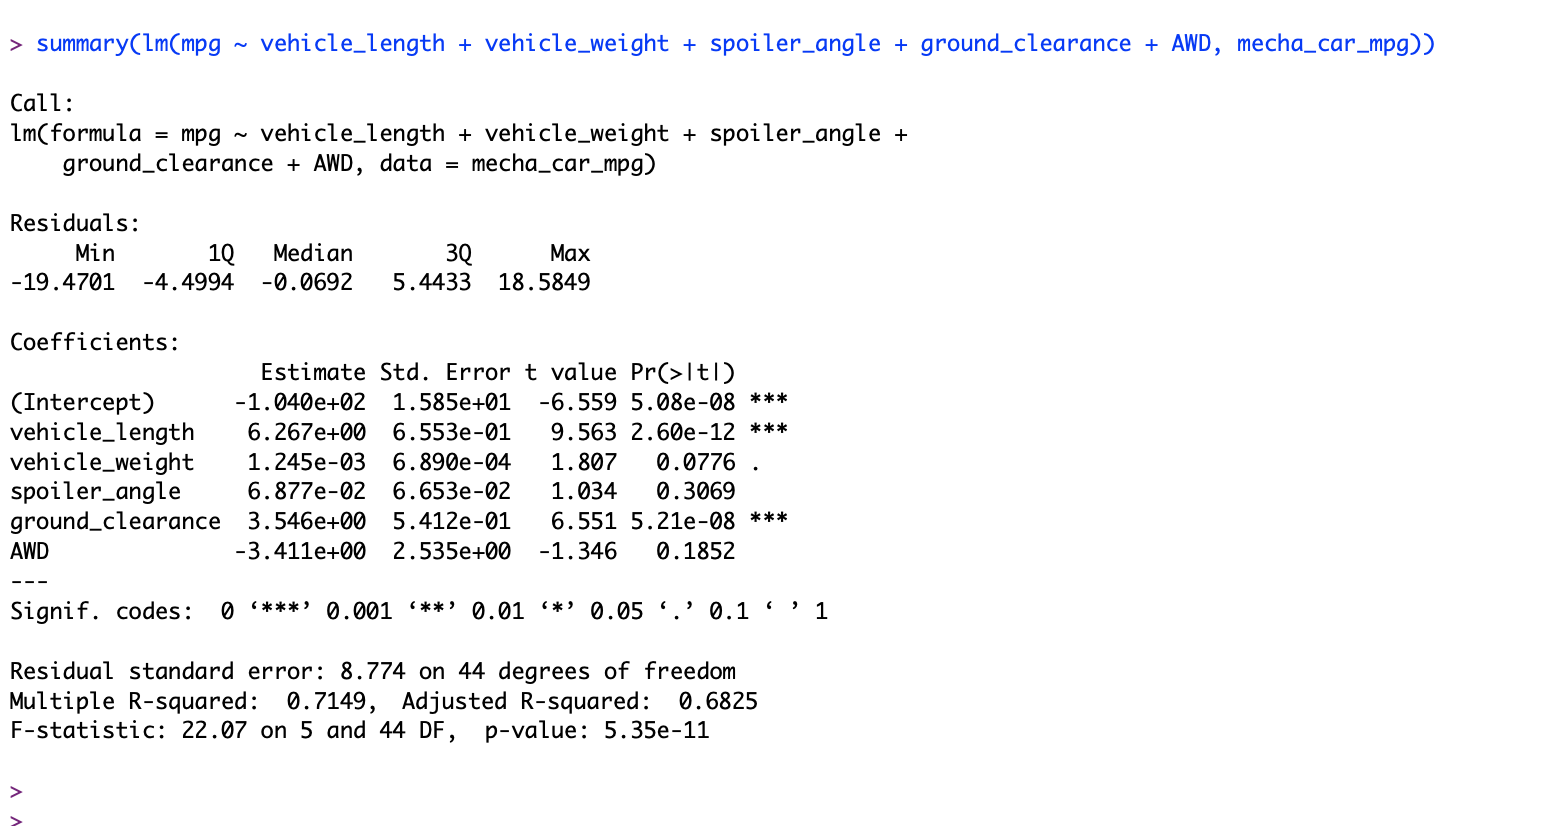 > summary(lm(mpg ~ vehicle_length + vehicle_weight + spoiler_angle + ground_clearance + AWD, mecha_car_mpg))
Call:
lm(formula = mpg ~ vehicle_length + vehicle_weight + spoiler_angle +
    ground_clearance + AWD, data = mecha_car_mpg)
Residuals:
     Min       1Q   Median       3Q      Max
-19.4701  -4.4994  -0.0692   5.4433  18.5849
Coefficients:
                   Estimate Std. Error t value Pr(>|t|)
(Intercept)      -1.040e+02  1.585e+01  -6.559 5.08e-08 ***
vehicle_length    6.267e+00  6.553e-01   9.563 2.60e-12 ***
vehicle_weight    1.245e-03  6.890e-04   1.807   0.0776 .
spoiler_angle     6.877e-02  6.653e-02   1.034   0.3069
ground_clearance  3.546e+00  5.412e-01   6.551 5.21e-08 ***
AWD              -3.411e+00  2.535e+00  -1.346   0.1852
---
Signif. codes:  0 ‘***’ 0.001 ‘**’ 0.01 ‘*’ 0.05 ‘.’ 0.1 ‘ ’ 1
Residual standard error: 8.774 on 44 degrees of freedom
Multiple R-squared:  0.7149,	Adjusted R-squared:  0.6825
F-statistic: 22.07 on 5 and 44 DF,  p-value: 5.35e-11
>
>